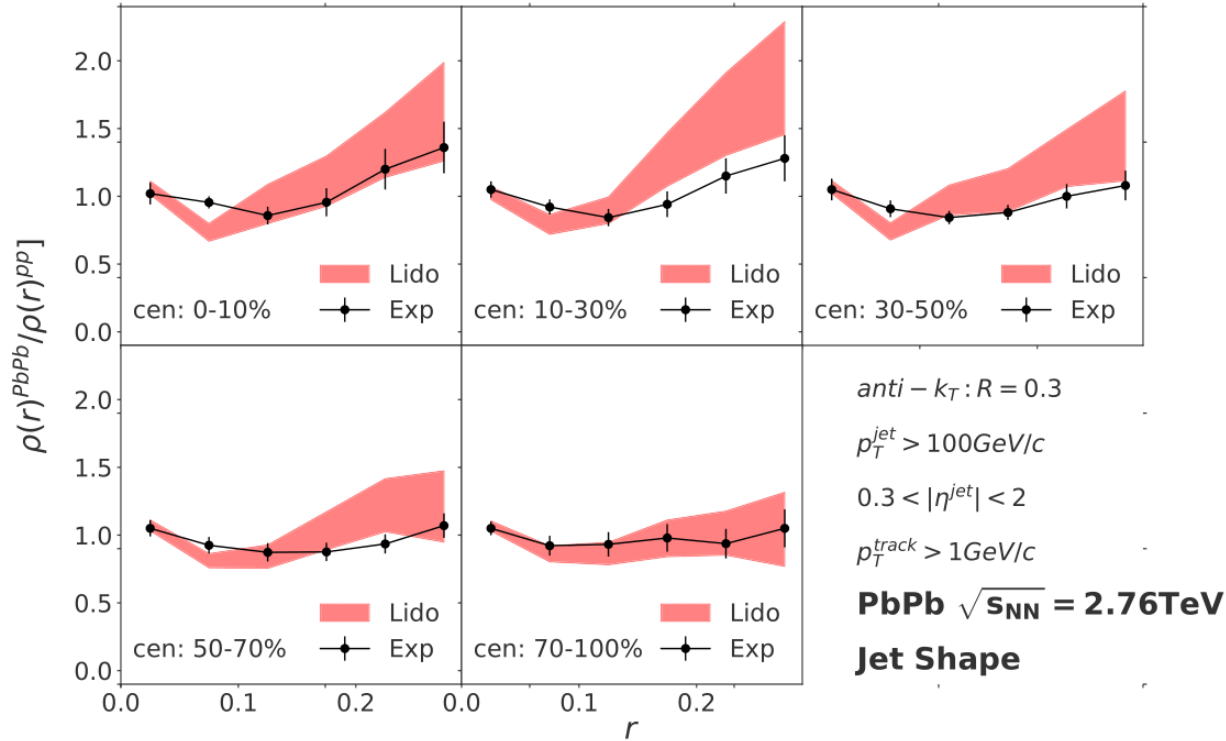 ρ(r)^{PbPb}/ρ(r)^{pp}]
2.0
1.5
1.0
0.5
0.0
Lido
cen: 0-10%
Exp
Lido
cen: 10-30%
Exp
Lido
cen: 30-50%
Exp
2.0
1.5
1.0
0.5
0.0
Lido
cen: 50-70%
Exp
Lido
cen: 70-100%
Exp
anti − k_T: R = 0.3
p_T^{jet} > 100GeV/c
0.3 < |η^{jet}| < 2
p_T^{track} > 1GeV/c
PbPb √s_{NN} = 2.76TeV
Jet Shape
0.0 0.1 0.2 0.0 0.1 0.2
r